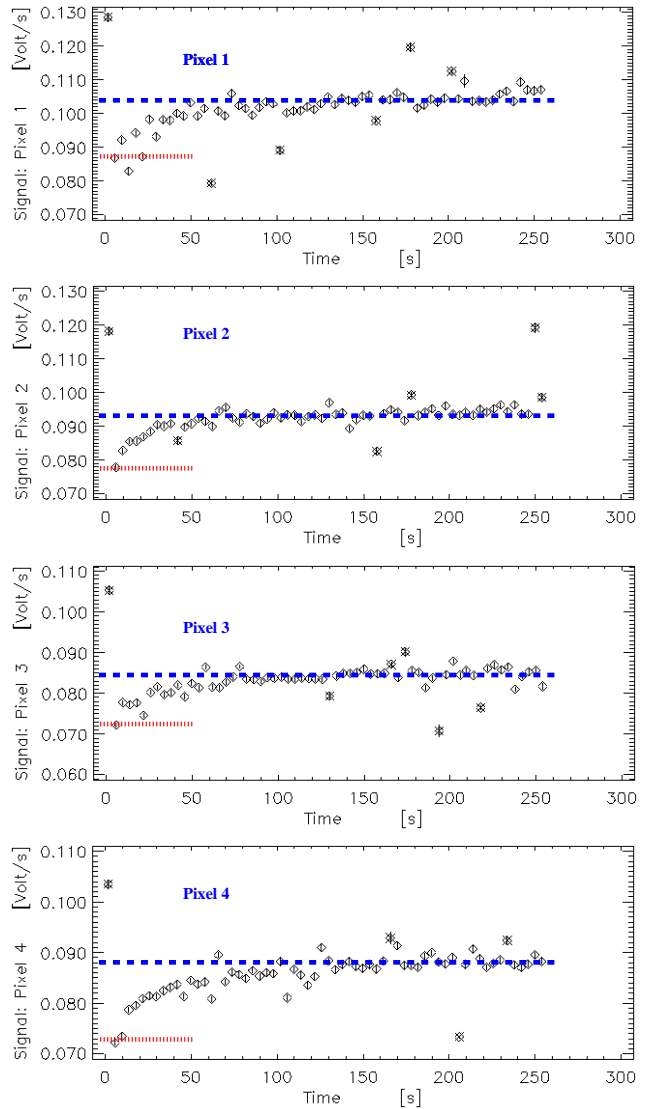 Signal: Pixel 1 [Volt/s]
0.130
0.120
0.110
0.100
0.090
0.080
0.070
Pixel 1
0 50 100 150 200 250 300
Time [s]
Signal: Pixel 2 [Volt/s]
0.130
0.120
0.110
0.100
0.090
0.080
0.070
Pixel 2
0 50 100 150 200 250 300
Time [s]
Signal: Pixel 3 [Volt/s]
0.110
0.100
0.090
0.080
0.070
0.060
Pixel 3
0 50 100 150 200 250 300
Time [s]
Signal: Pixel 4 [Volt/s]
0.110
0.100
0.090
0.080
0.070
Pixel 4
0 50 100 150 200 250 300
Time [s]